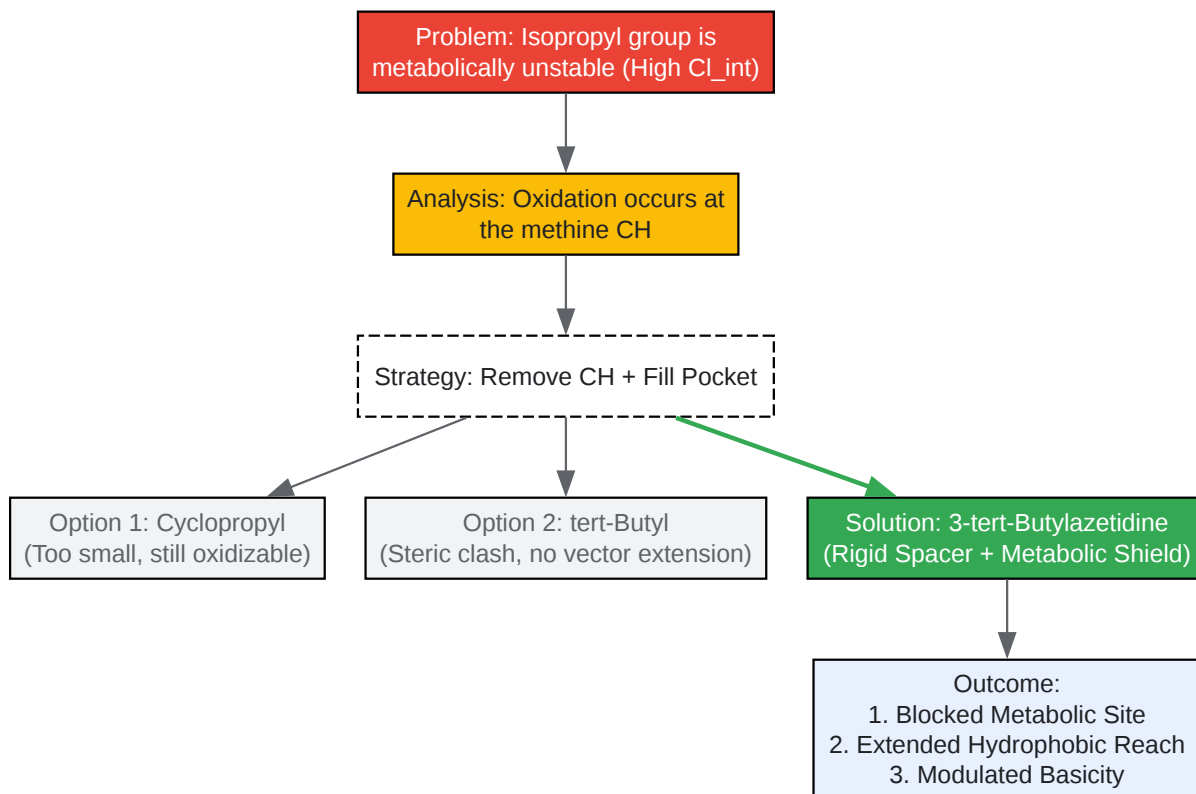 Problem: Isopropyl group is
metabolically unstable (High Cl_int)
Analysis: Oxidation occurs at
the methine CH
Strategy: Remove CH + Fill Pocket
Option 1: Cyclopropyl
(Too small, still oxidizable)
Option 2: tert-Butyl
(Steric clash, no vector extension)
Solution: 3-tert-Butylazetidine
(Rigid Spacer + Metabolic Shield)
Outcome:
1. Blocked Metabolic Site
2. Extended Hydrophobic Reach
3. Modulated Basicity